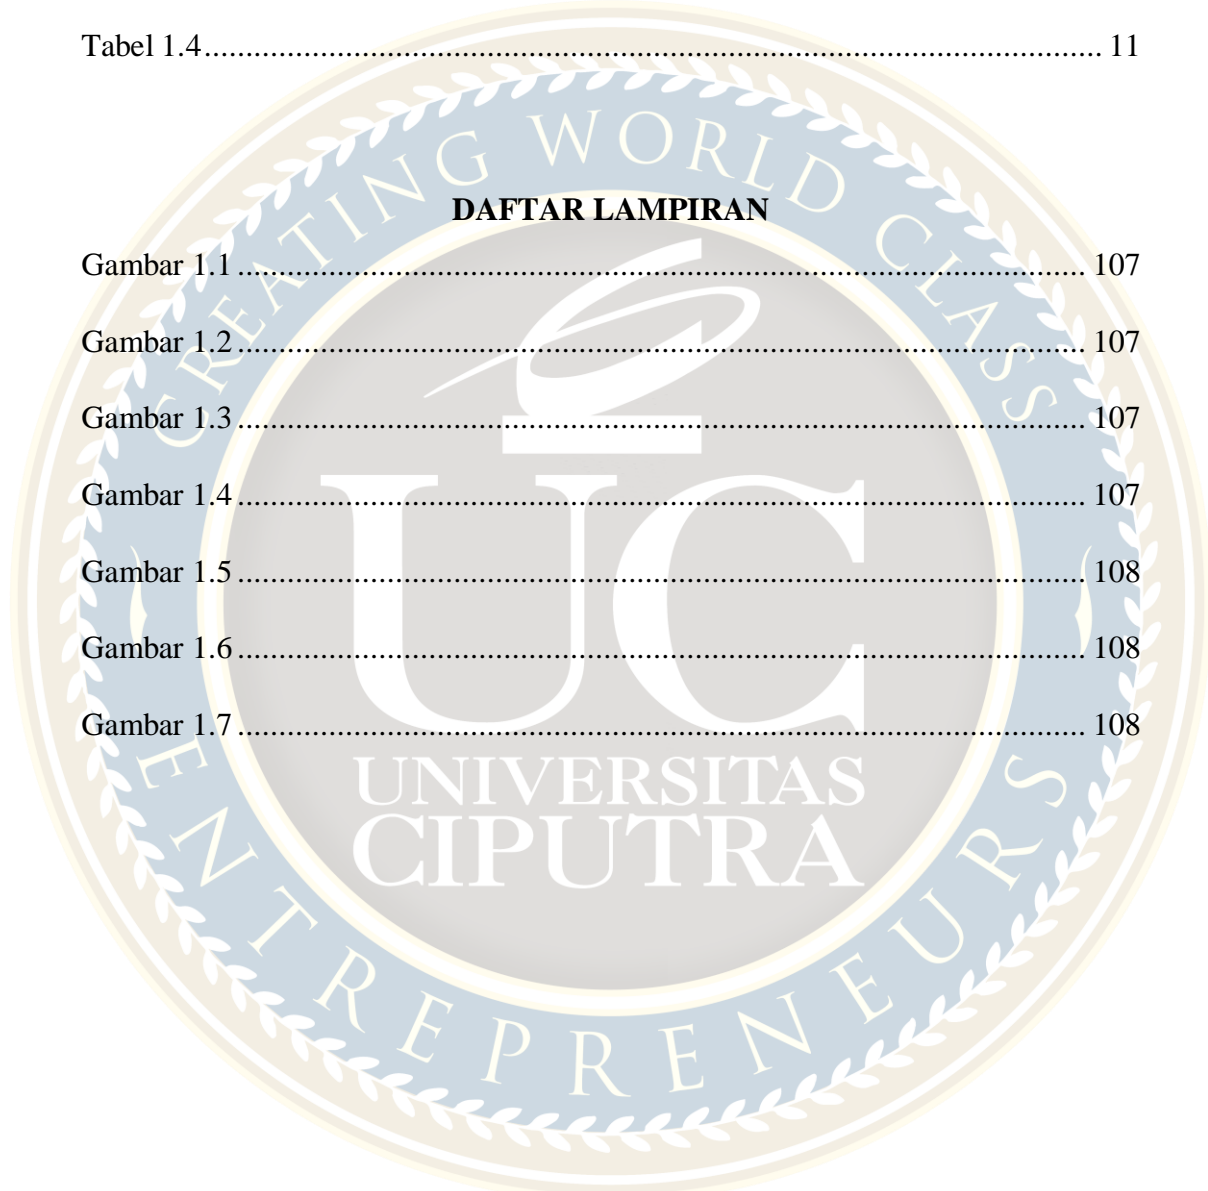 Tabel 1.4........................................................................................................... 11
DAFTAR LAMPIRAN
Gambar 1.1 ..................................................................................................... 107
Gambar 1.2 ..................................................................................................... 107
Gambar 1.3 ..................................................................................................... 107
Gambar 1.4 ..................................................................................................... 107
Gambar 1.5 ..................................................................................................... 108
Gambar 1.6 ..................................................................................................... 108
Gambar 1.7 ..................................................................................................... 108
CREATING WORLD CLASS
UC
UNIVERSITAS
CIPUTRA
ENTREPRENEURS